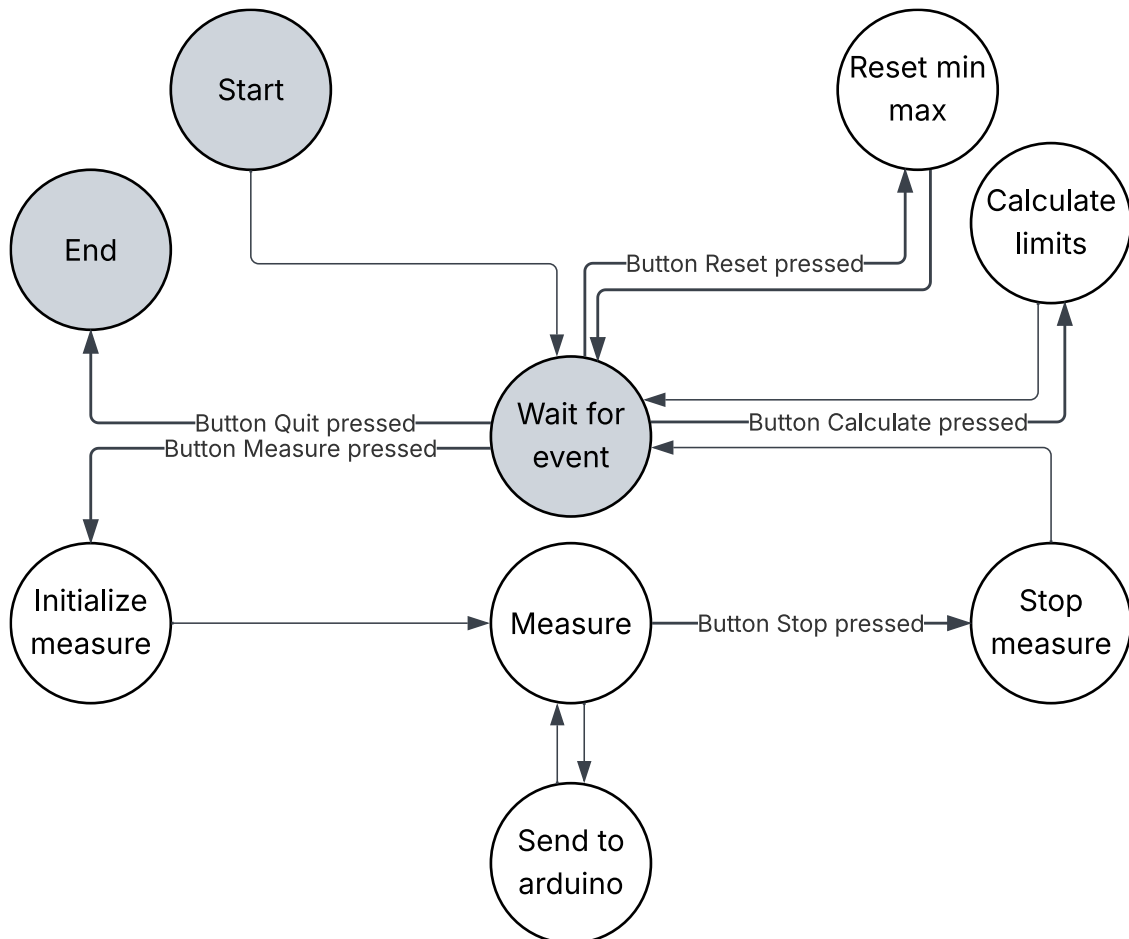 Start
Reset min
max
Calculate
limits
End
Button Reset pressed
Wait for
event
Button Quit pressed
Button Calculate pressed
Button Measure pressed
Initialize
measure
Measure
Button Stop pressed
Stop
measure
Send to
arduino